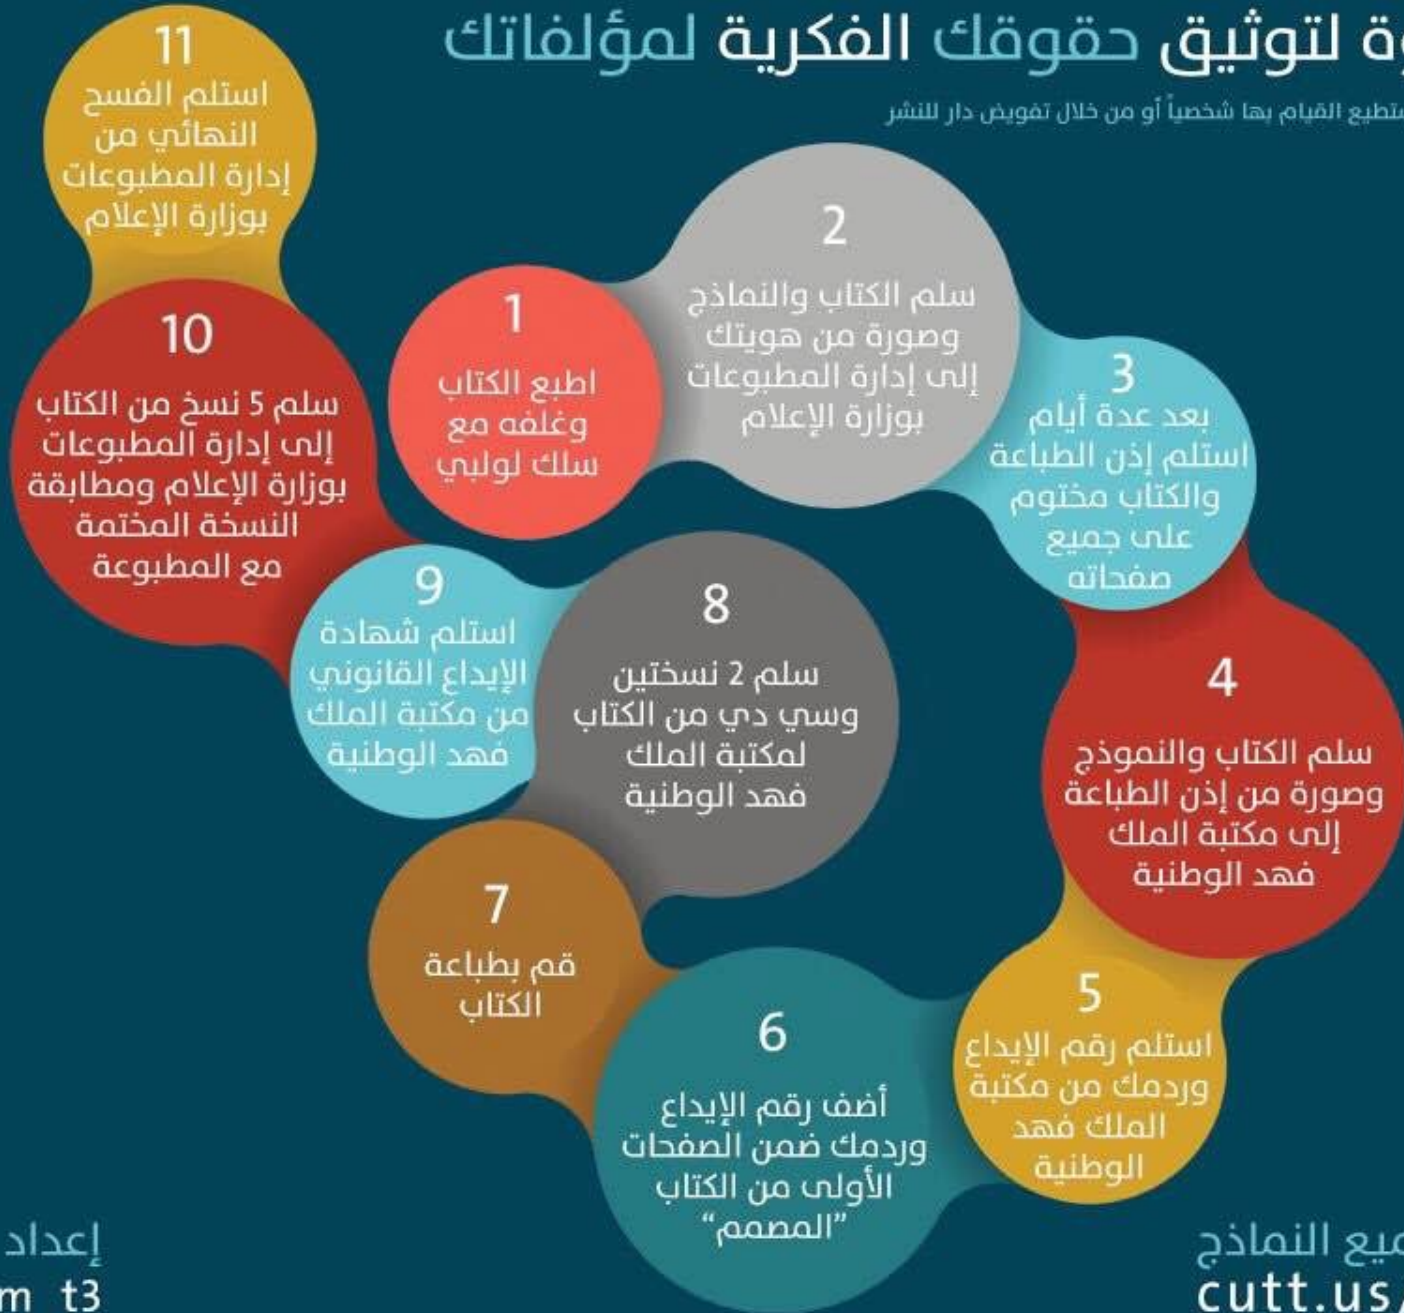 لتوثيق حقوقك الفكرية لمؤلفاتك
القيام بها شخصياً أو من خلال تفويض دار للنشر
1
اطبع الكتاب
وغلفه مع
سلك لولبي
2
سلم الكتاب والنماذج
وصورة من هويتك
إلى إدارة المطبوعات
بوزارة الإعلام
3
بعد عدة أيام
استلم إذن الطباعة
والكتاب مختوم
على جميع
صفحاته
4
سلم الكتاب والنموذج
وصورة من إذن الطباعة
إلى مكتبة الملك
فهد الوطنية
5
استلم رقم الإيداع
وردمك من مكتبة
الملك فهد
الوطنية
6
أضف رقم الإيداع
وردمك ضمن الصفحات
الأولى من الكتاب
"المصمم"
7
قم بطباعة
الكتاب
8
سلم 2 نسختين
وسي دي من الكتاب
لمكتبة الملك
فهد الوطنية
9
استلم شهادة
الإيداع القانوني
من مكتبة الملك
فهد الوطنية
10
سلم 5 نسخ من الكتاب
إلى إدارة المطبوعات
بوزارة الإعلام ومطابقة
النسخة المختمة
مع المطبوعة
11
استلم الفسح
النهائي من
إدارة المطبوعات
بوزارة الإعلام
النماذج
cutt.us
إعداد
t3